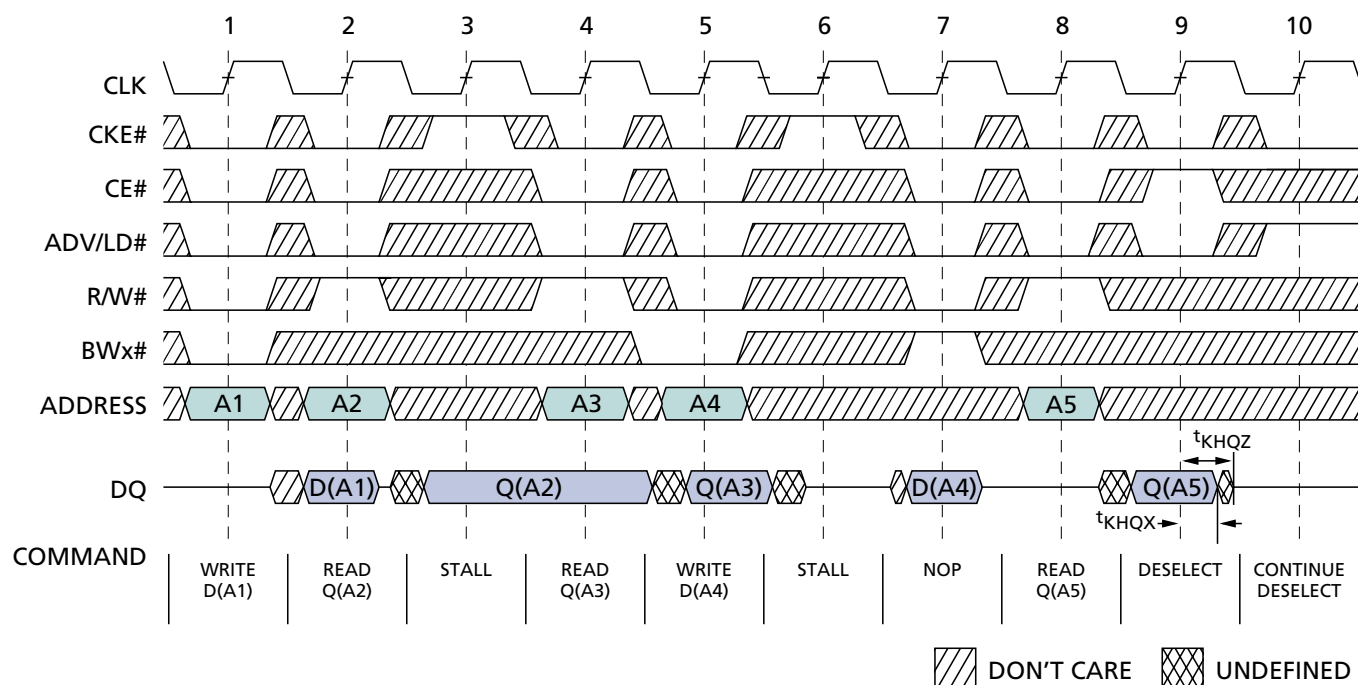 1 2 3 4 5 6 7 8 9 10
CLK
CKE#
CE#
ADV/LD#
R/W#
BWx#
ADDRESS A1 A2 A3 A4 A5
tKHQZ
DQ D(A1) Q(A2) Q(A3) D(A4) Q(A5)
tKHQX
COMMAND
WRITE READ STALL READ WRITE STALL NOP READ DESELECT CONTINUE
D(A1) Q(A2) Q(A3) D(A4) Q(A5) DESELECT
DON'T CARE UNDEFINED